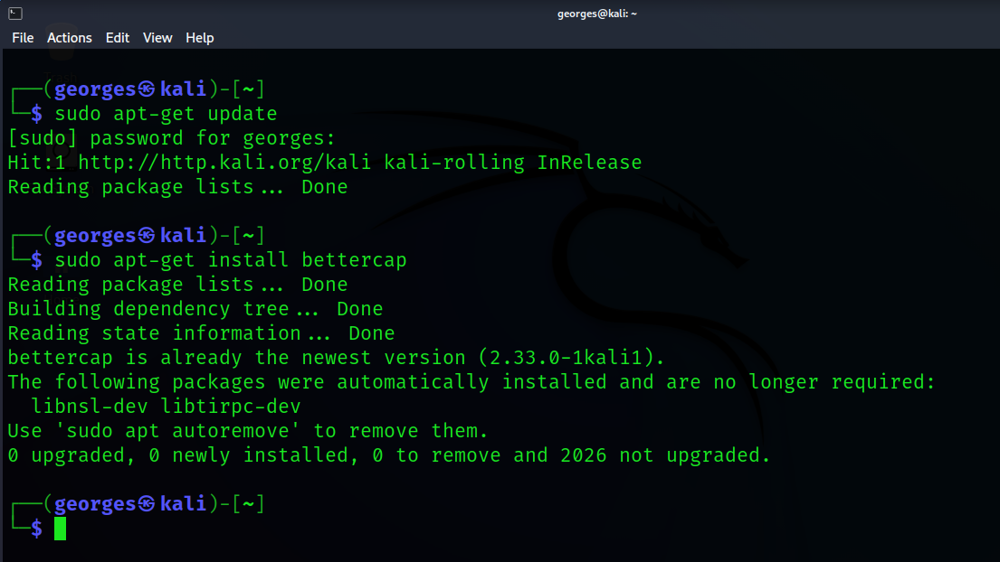 georges@kali: ~
File Actions Edit View Help
┌──(georges㉿kali)-[~]
└─$ sudo apt-get update
[sudo] password for georges:
Hit:1 http://http.kali.org/kali kali-rolling InRelease
Reading package lists... Done
┌──(georges㉿kali)-[~]
└─$ sudo apt-get install bettercap
Reading package lists... Done
Building dependency tree... Done
Reading state information... Done
bettercap is already the newest version (2.33.0-1kali1).
The following packages were automatically installed and are no longer required:
  libnsl-dev libtirpc-dev
Use 'sudo apt autoremove' to remove them.
0 upgraded, 0 newly installed, 0 to remove and 2026 not upgraded.
┌──(georges㉿kali)-[~]
└─$